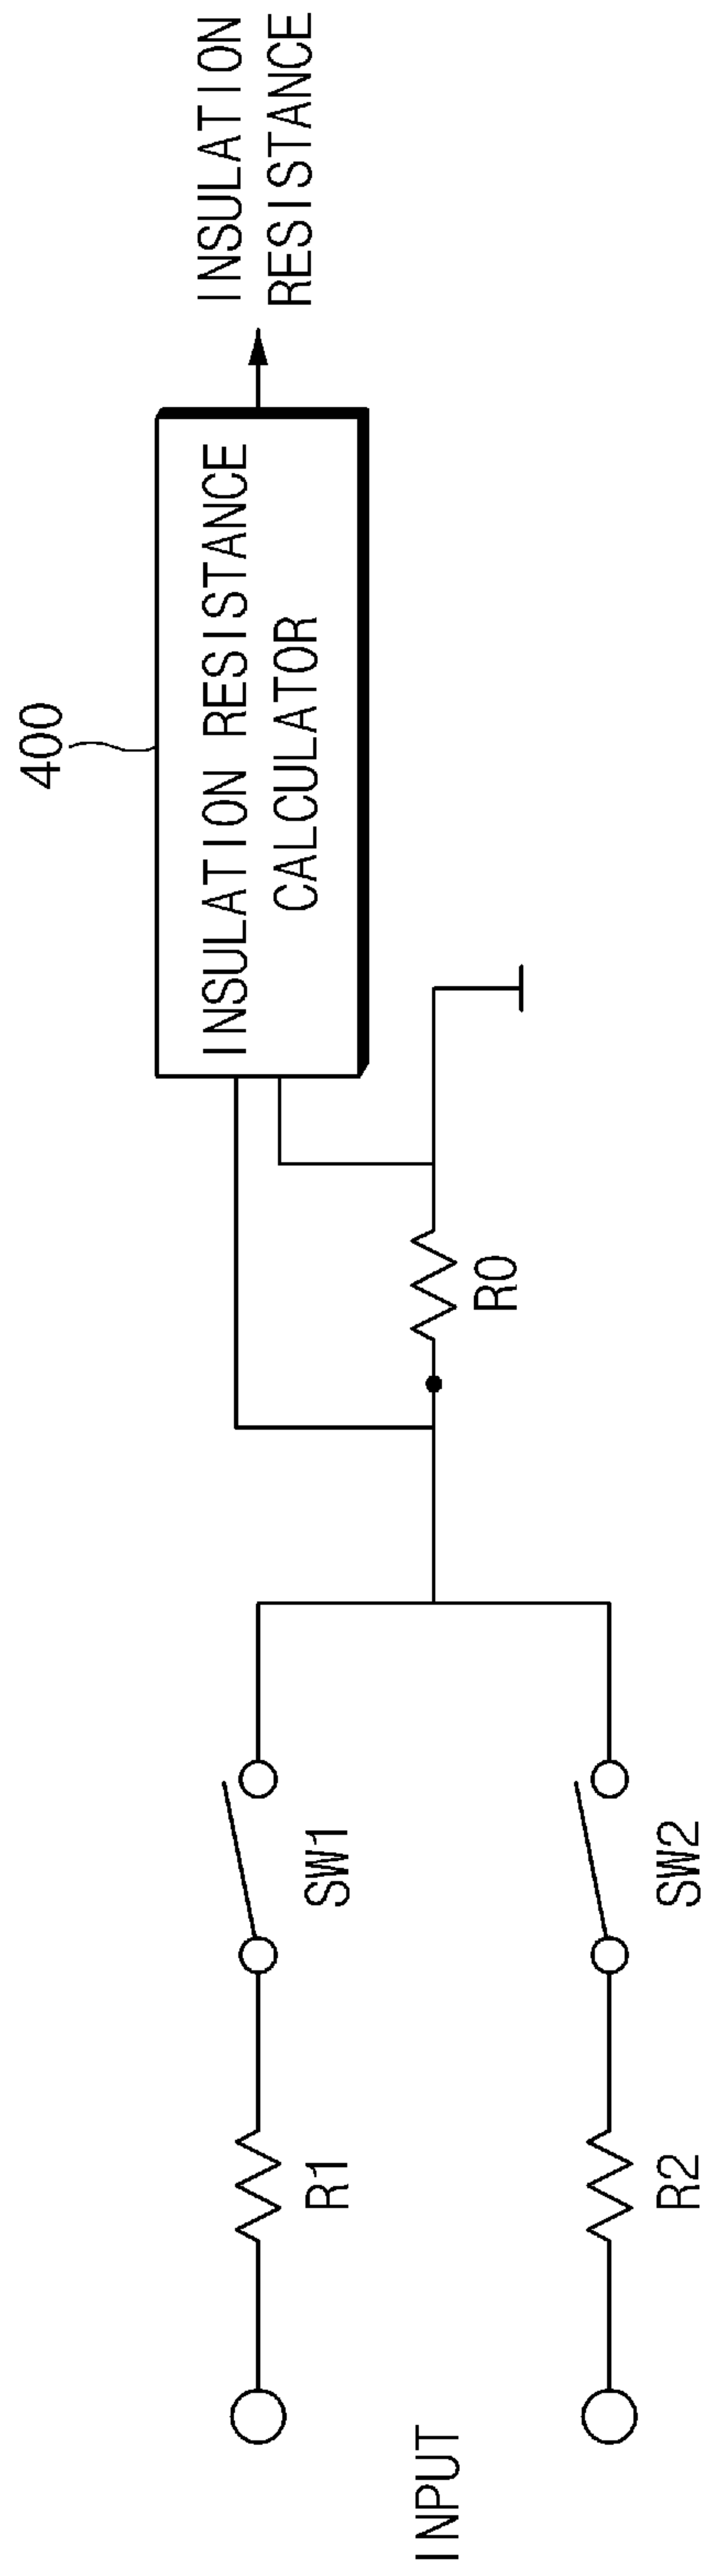 INPUT
R1
SW1
R2
SW2
R0
400
INSULATION RESISTANCE
CALCULATOR
INSULATION
RESISTANCE